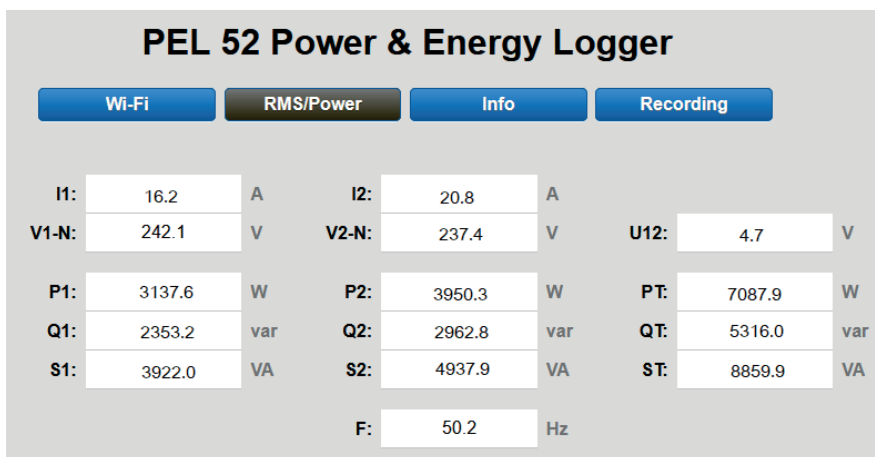 PEL 52 Power & Energy Logger
Wi-Fi RMS/Power Info Recording
I1: 16.2 A I2: 20.8 A
V1-N: 242.1 V V2-N: 237.4 V U12: 4.7 V
P1: 3137.6 W P2: 3950.3 W PT: 7087.9 W
Q1: 2353.2 var Q2: 2962.8 var QT: 5316.0 var
S1: 3922.0 VA S2: 4937.9 VA ST: 8859.9 VA
F: 50.2 Hz